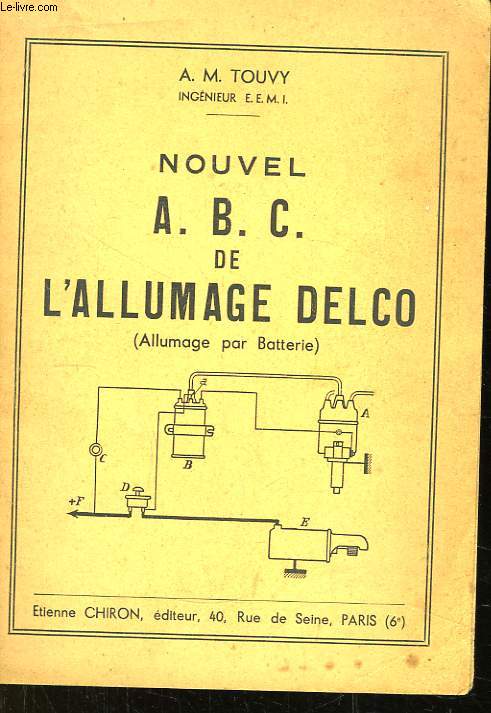 Le-livre.com
A. M. TOUVY
INGÉNIEUR E. E. M. I.
NOUVEL
A. B. C.
DE
L'ALLUMAGE DELCO
(Allumage par Batterie)
A
B
C
D
+F
E
Etienne CHIRON, éditeur, 40, Rue de Seine, PARIS (6e)